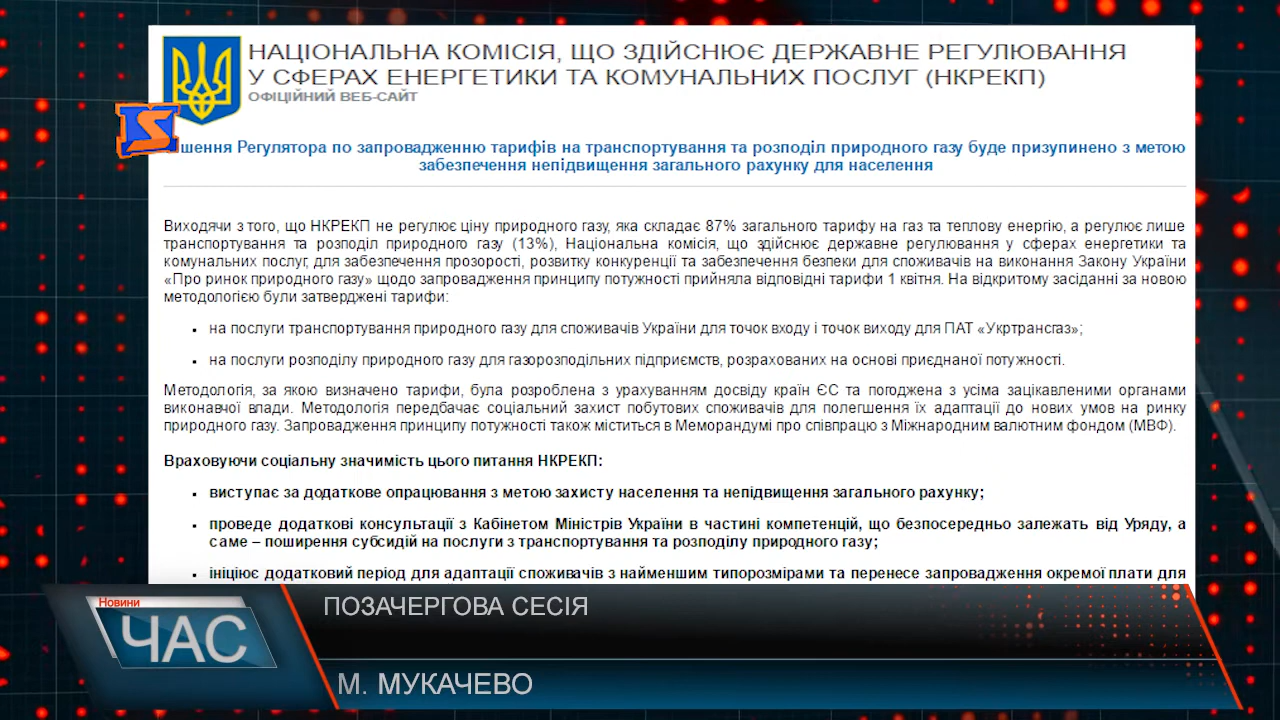 НАЦІОНАЛЬНА КОМІСІЯ, ЩО ЗДІЙСНЮЄ ДЕРЖАВНЕ РЕГУЛЮВАННЯ
У СФЕРАХ ЕНЕРГЕТИКИ ТА КОМУНАЛЬНИХ ПОСЛУГ (НКРЕКП)
ОФІЦІЙНИЙ ВЕБ-САЙТ
Регулятора по запровадженню тарифів на транспортування та розподіл природного газу буде призупинено з метою
забезпечення непідвищення загального рахунку для населення
Виходячи з того, що НКРЕКП не регулює ціну природного газу, яка складає 87% загального тарифу на газ та теплову енергію, а регулює лише
транспортування та розподіл природного газу (13%), Національна комісія, що здійснює державне регулювання у сферах енергетики та
комунальних послуг, для забезпечення прозорості, розвитку конкуренції та забезпечення безпеки для споживачів на виконання Закону України
«Про ринок природного газу» щодо запровадження принципу потужності прийняла відповідні тарифи 1 квітня. На відкритому засіданні за новою
методологією були затверджені тарифи:
• на послуги транспортування природного газу для споживачів України для точок входу і точок виходу для ПАТ «Укртрансгаз»;
• на послуги розподілу природного газу для газорозподільних підприємств, розрахованих на основі приєднаної потужності.
Методологія, за якою визначено тарифи, була розроблена з урахуванням досвіду країн ЄС та погоджена з усіма зацікавленими органами
виконавчої влади. Методологія передбачає соціальний захист побутових споживачів для полегшення їх адаптації до нових умов на ринку
природного газу. Запровадження принципу потужності також міститься в Меморандумі про співпрацю з Міжнародним валютним фондом (МВФ).
Враховуючи соціальну значимість цього питання НКРЕКП:
• виступає за додаткове опрацювання з метою захисту населення та непідвищення загального рахунку;
• проведе додаткові консультації з Кабінетом Міністрів України в частині компетенцій, що безпосередньо залежать від Уряду, а
саме – поширення субсидій на послуги з транспортування та розподілу природного газу;
• ініціює додатковий період для адаптації споживачів з найменшим типорозмірами та перенесе запровадження окремої плати для
Новини
ЧАС
ПОЗАЧЕРГОВА СЕСІЯ
М. МУКАЧЕВО